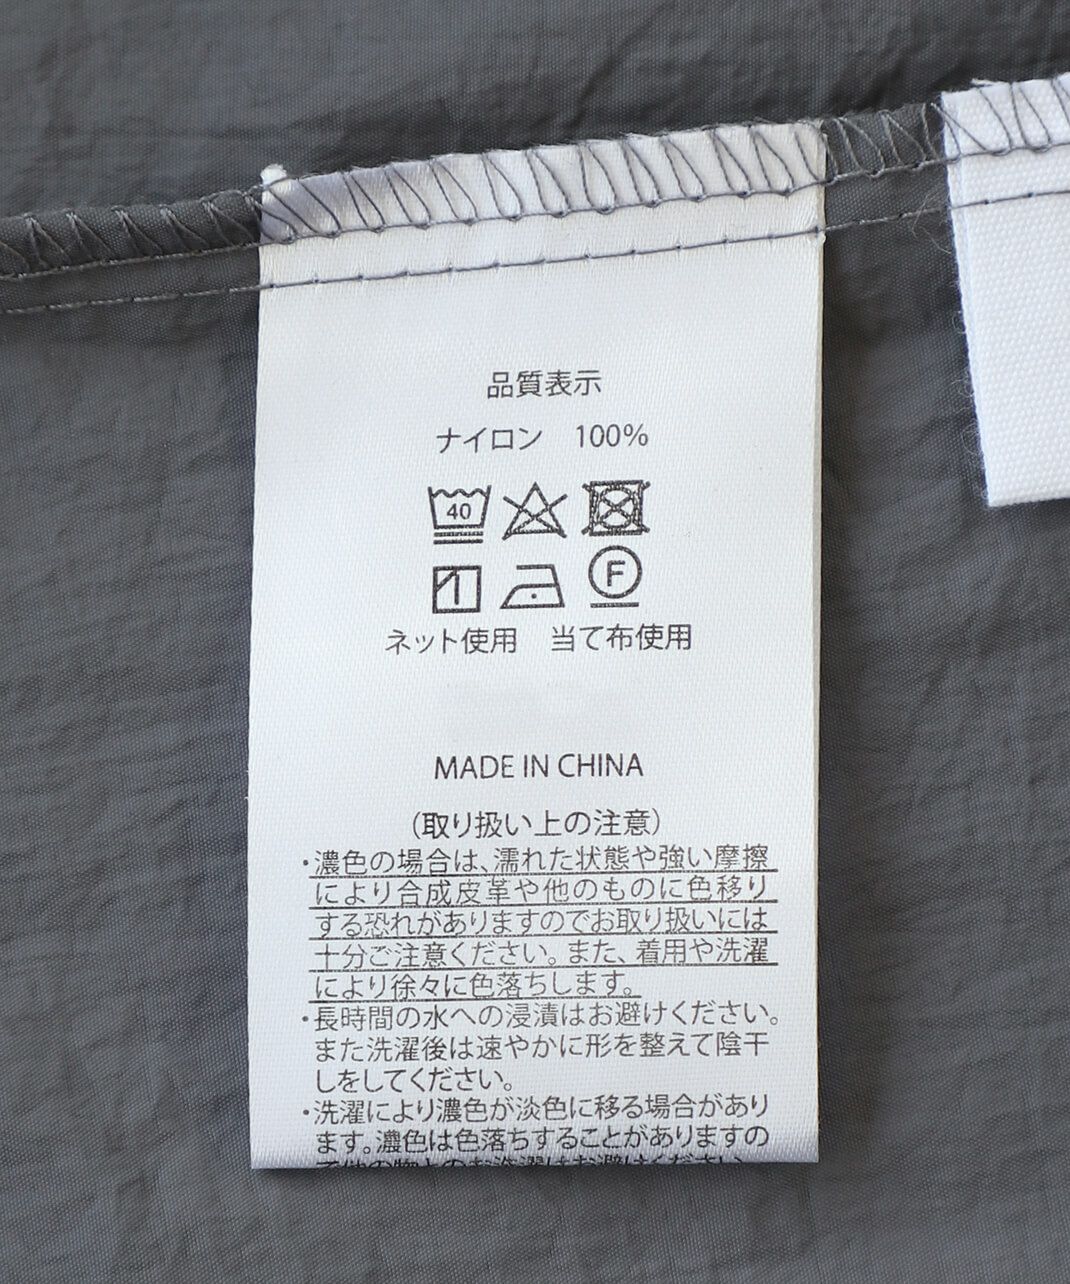 品質表示
ナイロン 100%
40
F
ネット使用 当て布使用
MADE IN CHINA
(取り扱い上の注意)
・濃色の場合は、濡れた状態や強い摩擦
により合成皮革や他のものに色移り
する恐れがありますのでお取り扱いには
十分ご注意ください。また、着用や洗濯
により徐々に色落ちします。
・長時間の水への浸漬はお避けください。
また洗濯後は速やかに形を整えて陰干
しをしてください。
・洗濯により濃色が淡色に移る場合があり
ます。濃色は色落ちすることがありますの